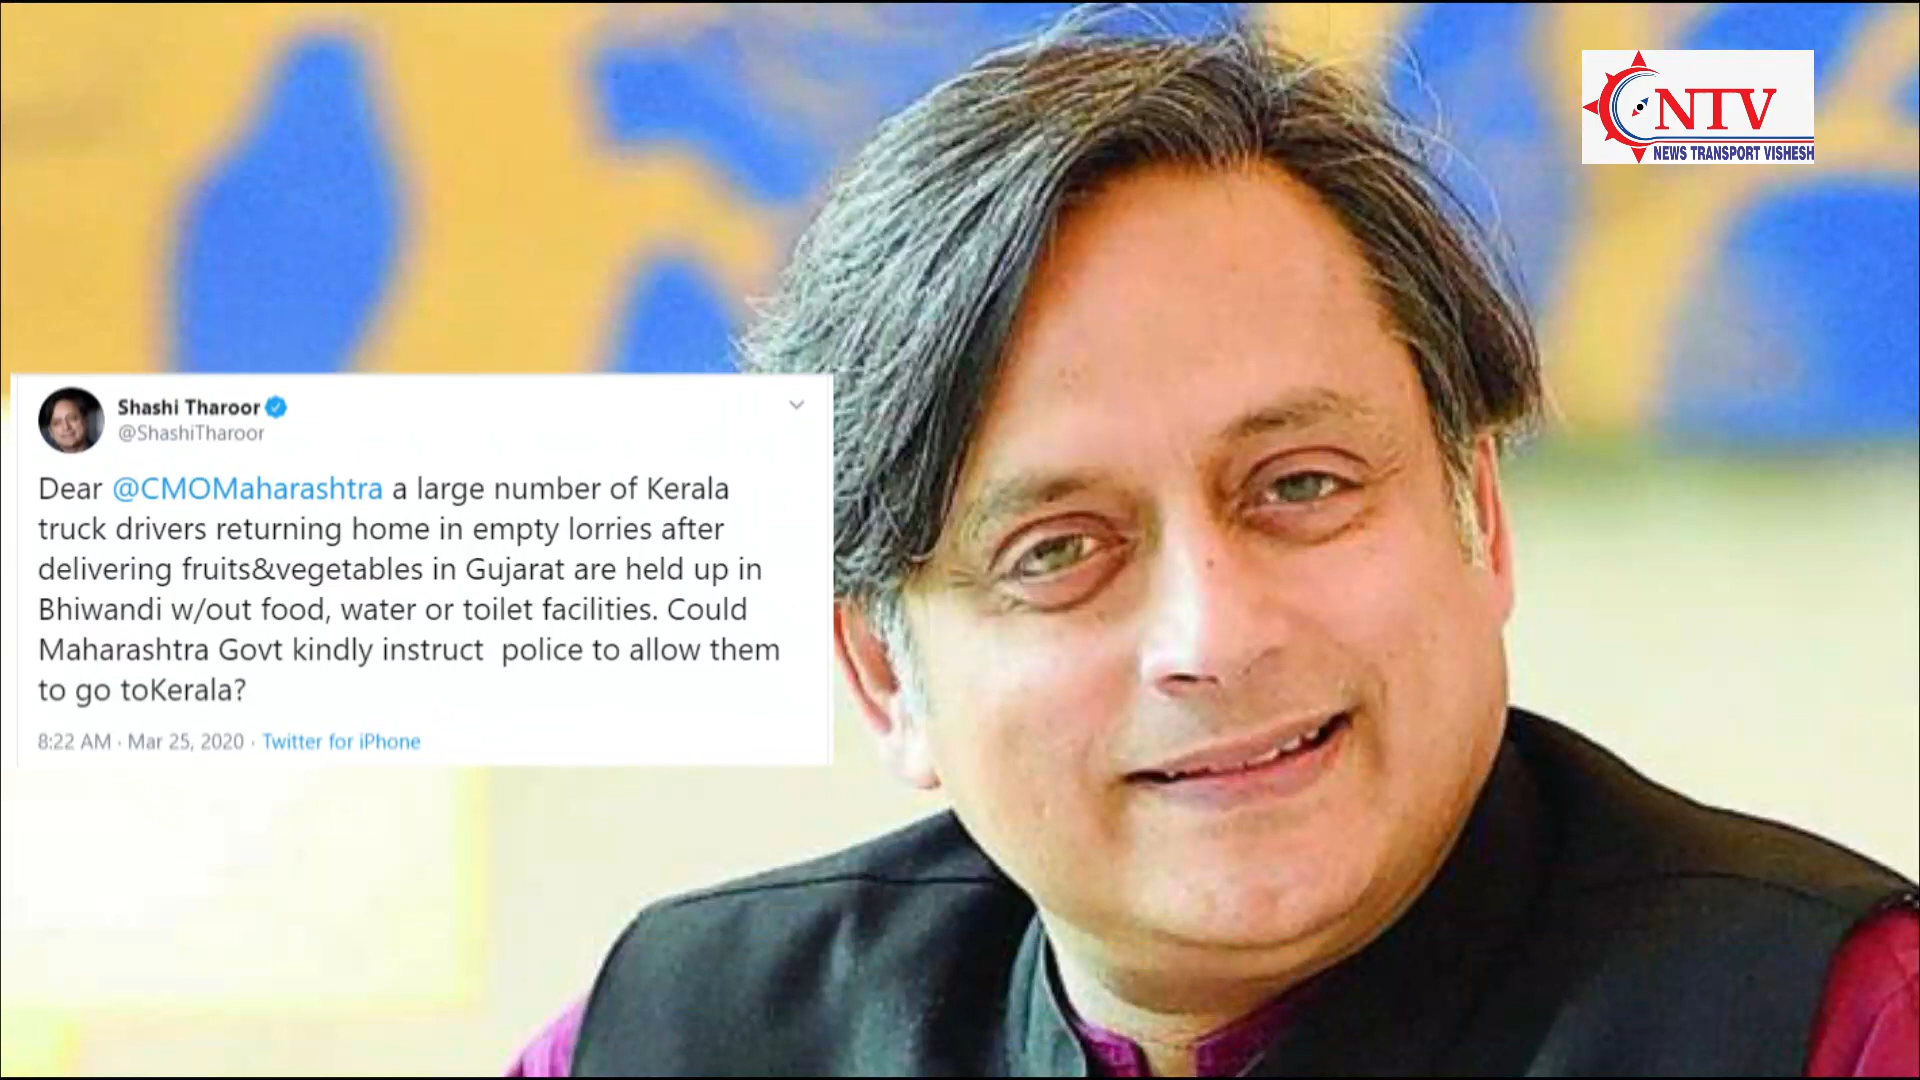 NTV
NEWS TRANSPORT VISHESH
Shashi Tharoor
@ShashiTharoor
Dear @CMOMaharashtra a large number of Kerala
truck drivers returning home in empty lorries after
delivering fruits&vegetables in Gujarat are held up in
Bhiwandi w/out food, water or toilet facilities. Could
Maharashtra Govt kindly instruct  police to allow them
to go toKerala?
8:22 AM · Mar 25, 2020 · Twitter for iPhone